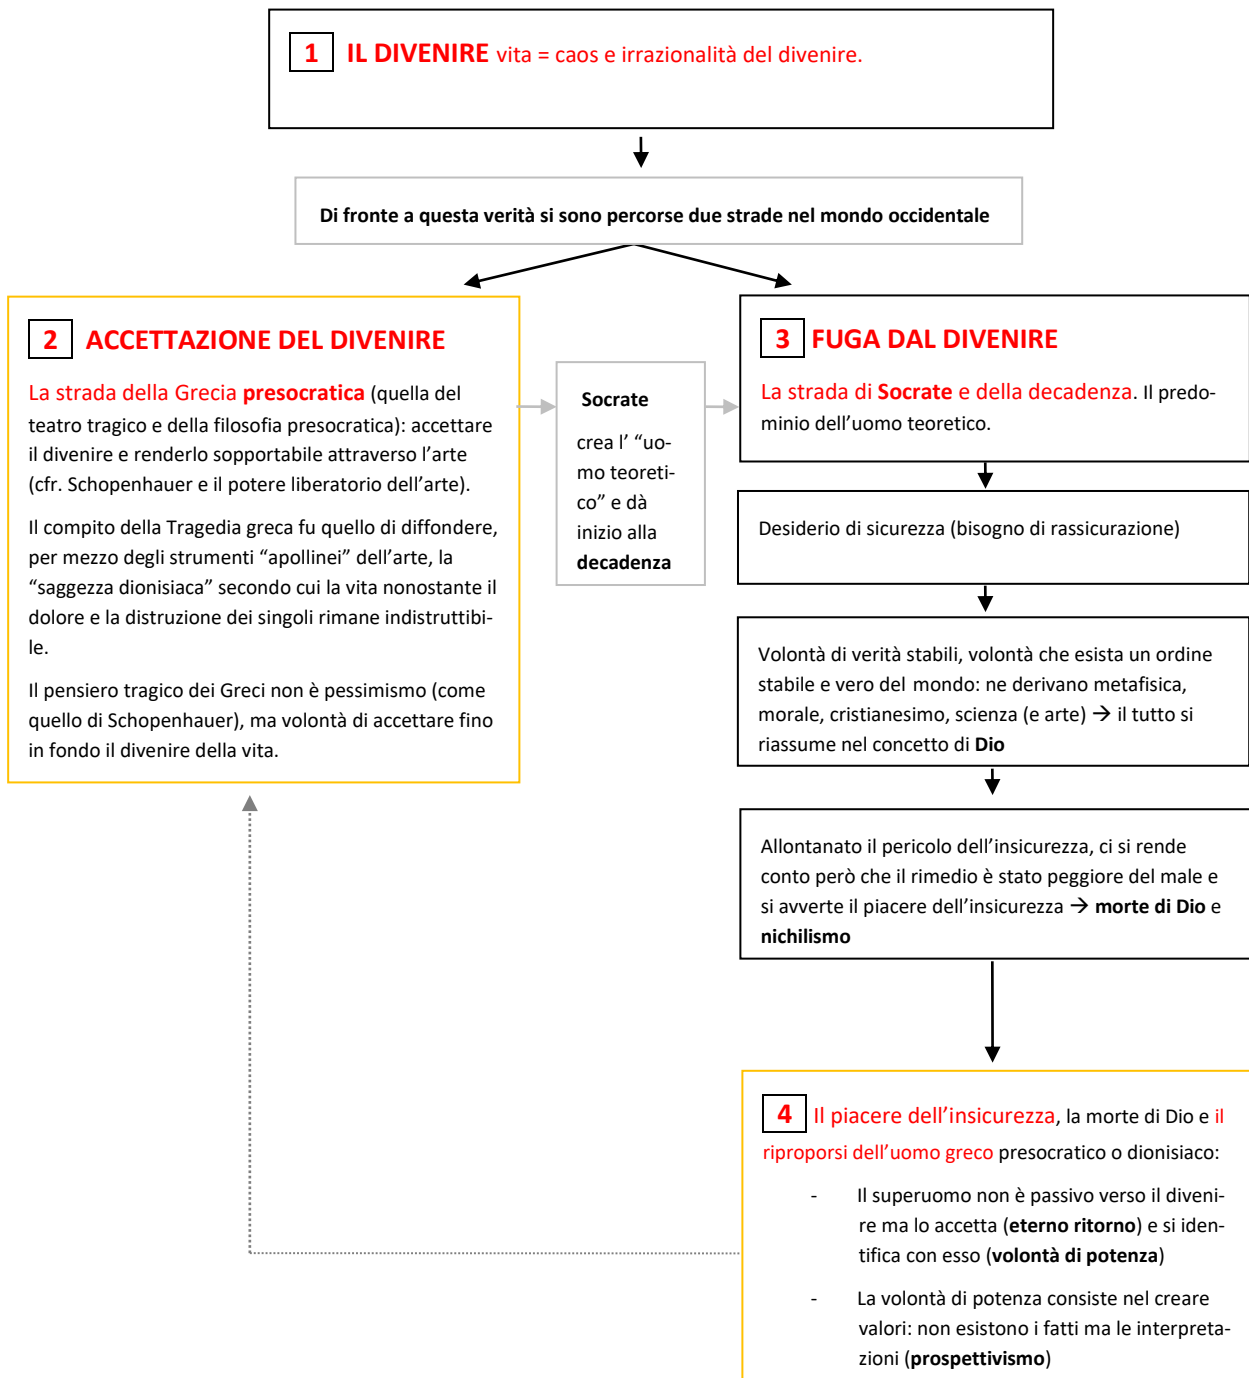 1 IL DIVENIRE vita = caos e irrazionalità del divenire.
Di fronte a questa verità si sono percorse due strade nel mondo occidentale
2 ACCETTAZIONE DEL DIVENIRE
La strada della Grecia presocratica (quella del
teatro tragico e della filosofia presocratica): accettare
il divenire e renderlo sopportabile attraverso l’arte
(cfr. Schopenhauer e il potere liberatorio dell’arte).
Il compito della Tragedia greca fu quello di diffondere,
per mezzo degli strumenti “apollinei” dell’arte, la
“saggezza dionisiaca” secondo cui la vita nonostante il
dolore e la distruzione dei singoli rimane indistruttibi-
le.
Il pensiero tragico dei Greci non è pessimismo (come
quello di Schopenhauer), ma volontà di accettare fino
in fondo il divenire della vita.
Socrate
crea l’ “uo-
mo teoreti-
co” e dà
inizio alla
decadenza
3 FUGA DAL DIVENIRE
La strada di Socrate e della decadenza. Il predo-
minio dell’uomo teoretico.
Desiderio di sicurezza (bisogno di rassicurazione)
Volontà di verità stabili, volontà che esista un ordine
stabile e vero del mondo: ne derivano metafisica,
morale, cristianesimo, scienza (e arte) → il tutto si
riassume nel concetto di Dio
Allontanato il pericolo dell’insicurezza, ci si rende
conto però che il rimedio è stato peggiore del male e
si avverte il piacere dell’insicurezza → morte di Dio e
nichilismo
4 Il piacere dell’insicurezza, la morte di Dio e il
riproporsi dell’uomo greco presocratico o dionisiaco:
- Il superuomo non è passivo verso il diveni-
re ma lo accetta (eterno ritorno) e si iden-
tifica con esso (volontà di potenza)
- La volontà di potenza consiste nel creare
valori: non esistono i fatti ma le interpreta-
zioni (prospettivismo)